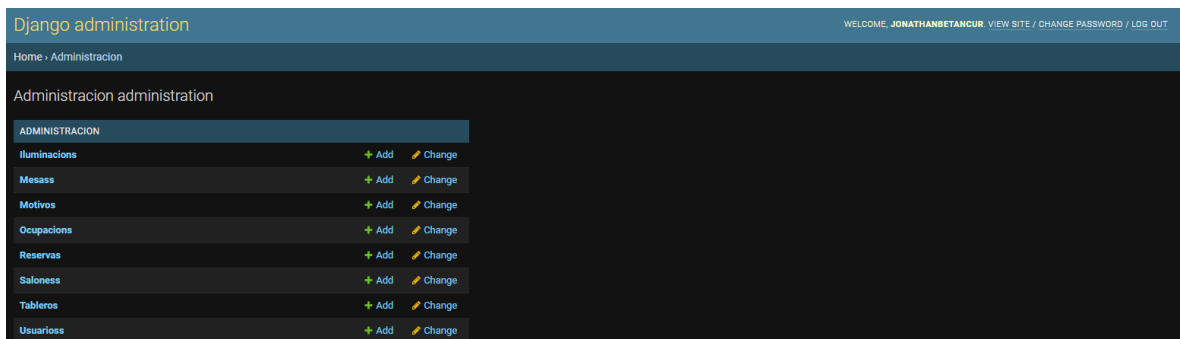 Django administration
WELCOME, JONATHANBETANCUR. VIEW SITE / CHANGE PASSWORD / LOG OUT
Home › Administracion
Administracion administration
ADMINISTRACION
Iluminacions + Add Change
Mesass + Add Change
Motivos + Add Change
Ocupacions + Add Change
Reservas + Add Change
Saloness + Add Change
Tableros + Add Change
Usuarioss + Add Change